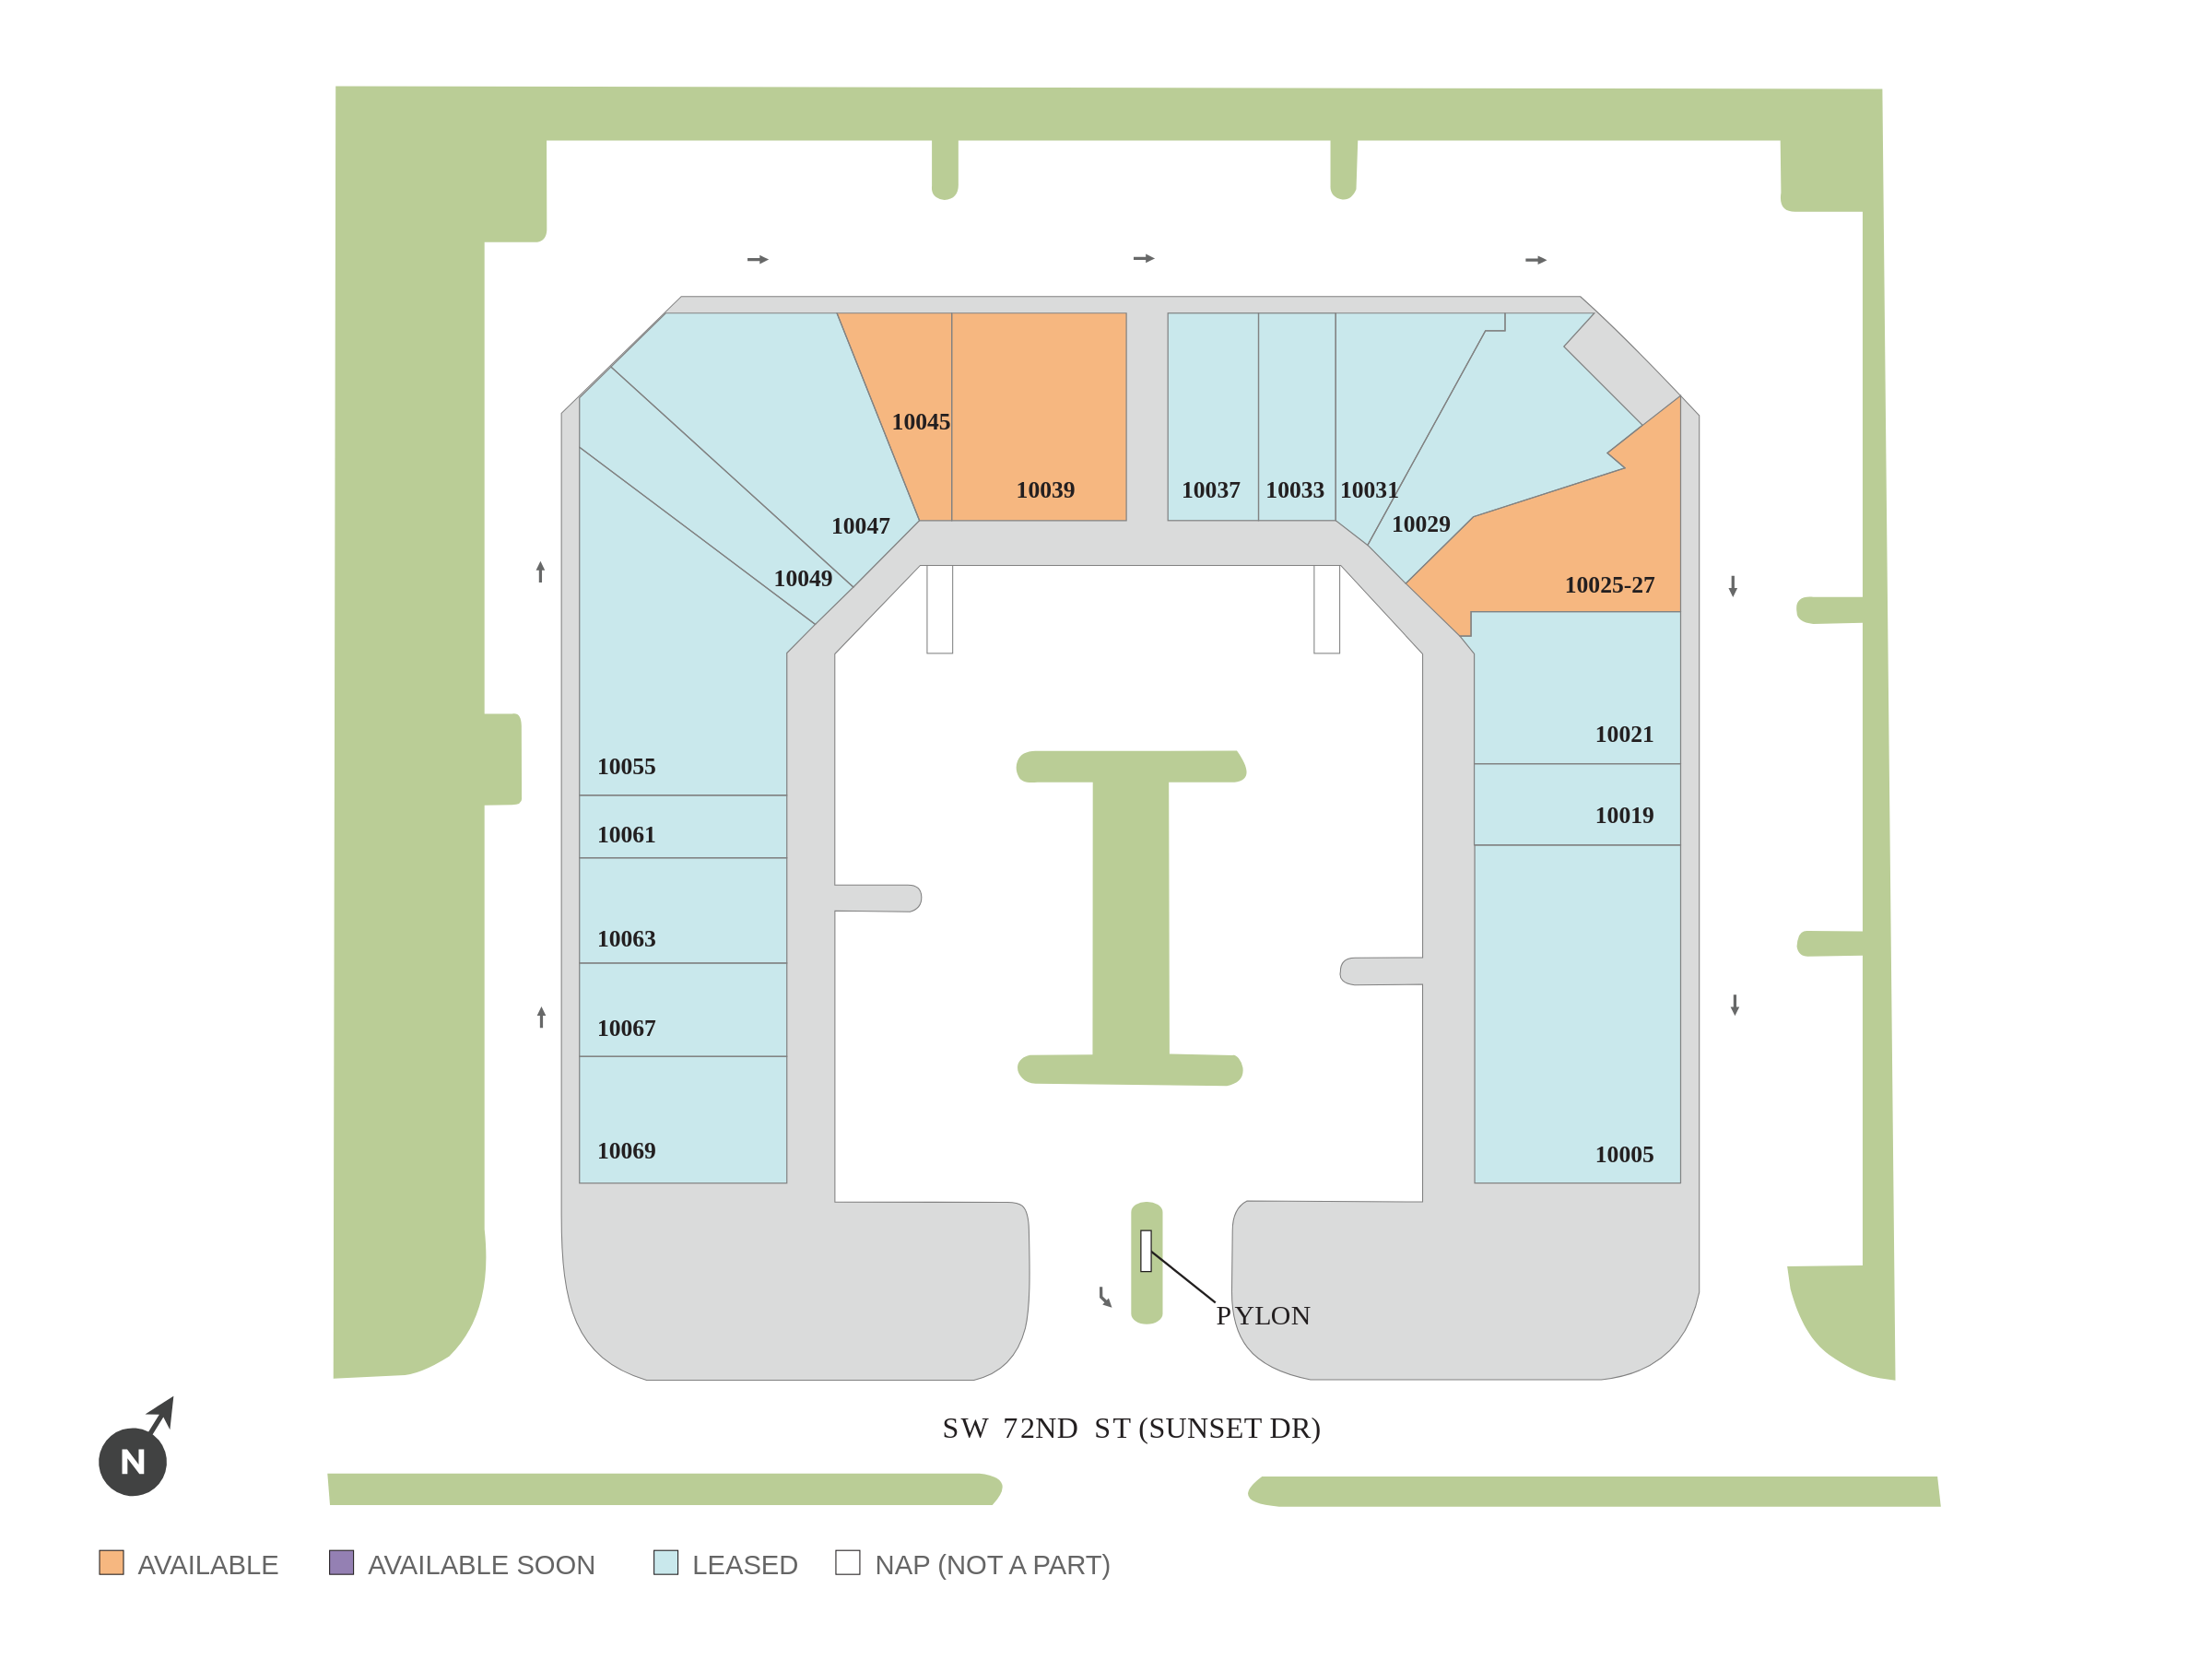 10045
10039
10037
10033
10031
10047
10029
10049
10025-27
10021
10055
10019
10061
10063
10067
10069
10005
PYLON
SW 72ND ST (SUNSET DR)
N
AVAILABLE
AVAILABLE SOON
LEASED
NAP (NOT A PART)